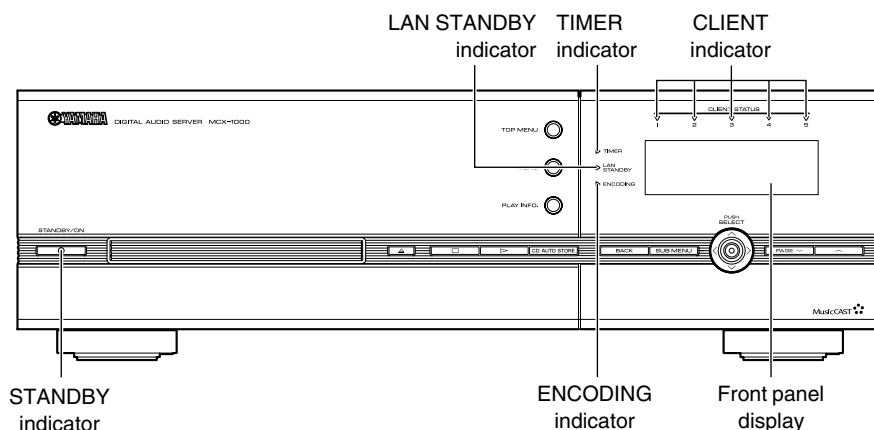 LAN STANDBY
indicator
TIMER
indicator
CLIENT
indicator
YAMAHA
DIGITAL AUDIO SERVER MCX-1000
CLIENT STATUS
1 2 3 4 5
TOP MENU
TIMER
LAN
STANDBY
ENCODING
PLAY INFO.
STANDBY/ON
PUSH
SELECT
CD AUTO STORE
BACK
SUB MENU
PAGE
MusicCAST
STANDBY
indicator
ENCODING
indicator
Front panel
display